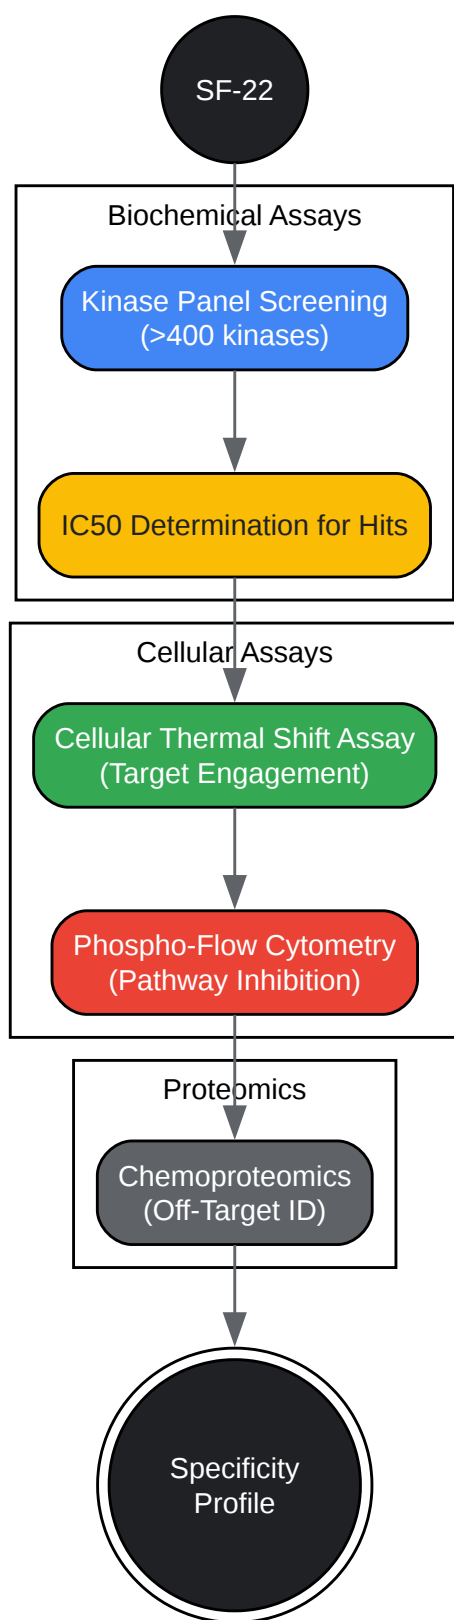 SF-22
Biochemical Assays
Kinase Panel Screening
(>400 kinases)
IC50 Determination for Hits
Cellular Assays
Cellular Thermal Shift Assay
(Target Engagement)
Phospho-Flow Cytometry
(Pathway Inhibition)
Proteomics
Chemoproteomics
(Off-Target ID)
Specificity
Profile